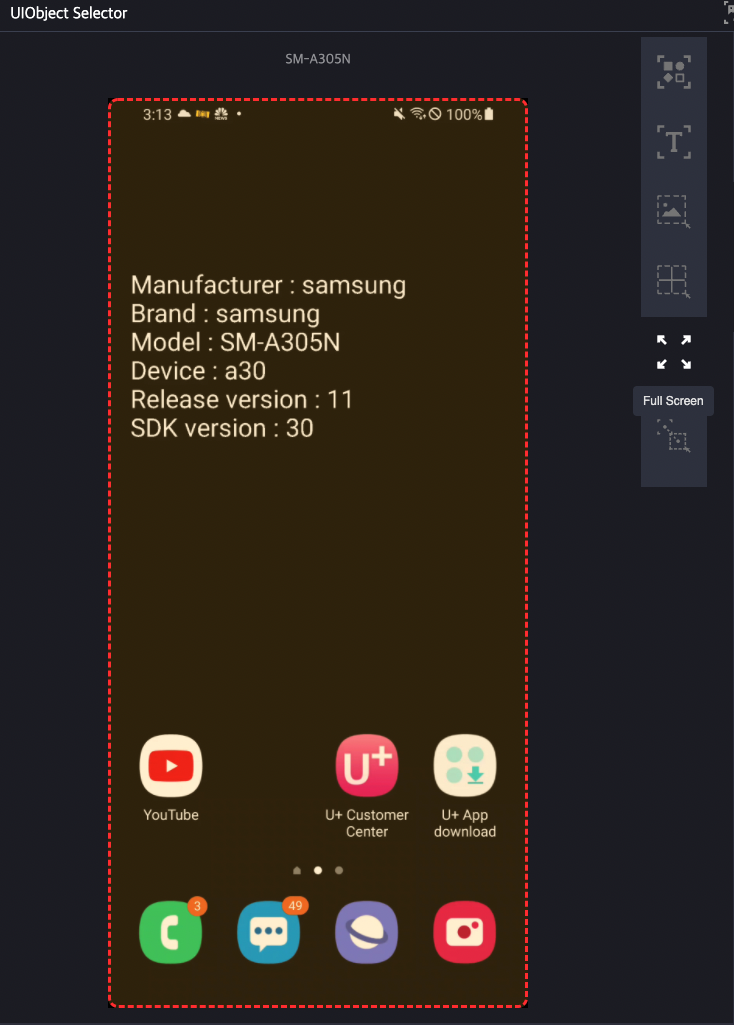 UIObject Selector
SM-A305N
3:13
100%
Manufacturer : samsung
Brand : samsung
Model : SM-A305N
Device : a30
Release version : 11
SDK version : 30
T
Full Screen
U+
YouTube
U+ Customer
Center
U+ App
download
3
49